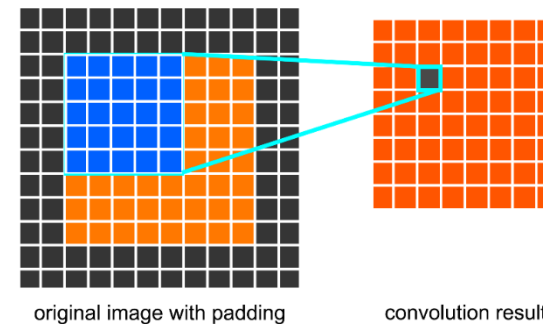 original image with padding
convolution result